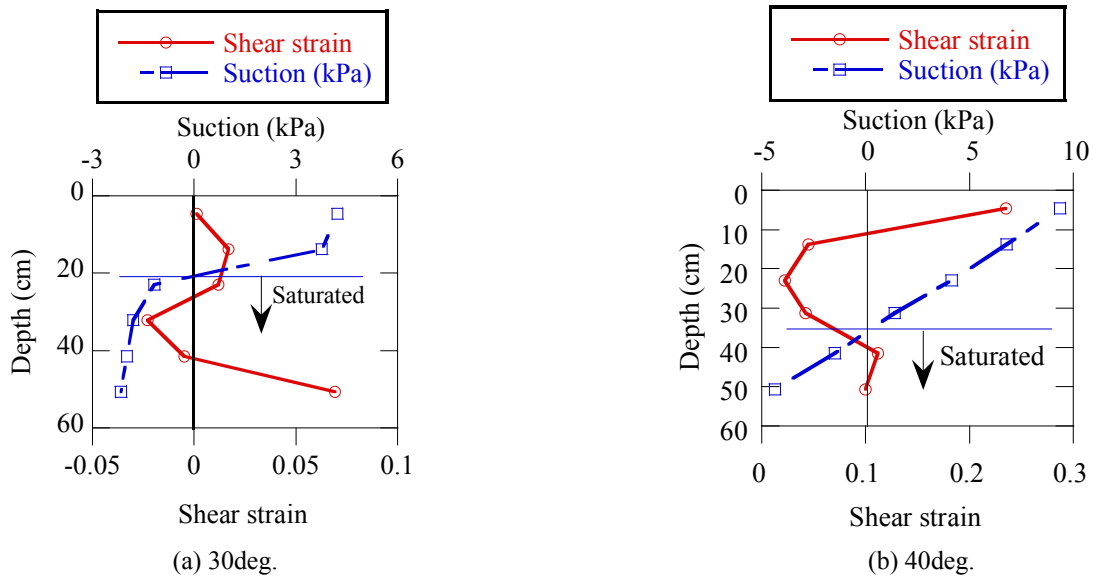 Shear strain
Suction (kPa)
Suction (kPa)
-3 0 3 6
0
20
40
60
Depth (cm)
Saturated
-0.05 0 0.05 0.1
Shear strain
(a) 30deg.
Shear strain
Suction (kPa)
Suction (kPa)
-5 0 5 10
0
10
20
30
40
50
60
Depth (cm)
Saturated
0 0.1 0.2 0.3
Shear strain
(b) 40deg.